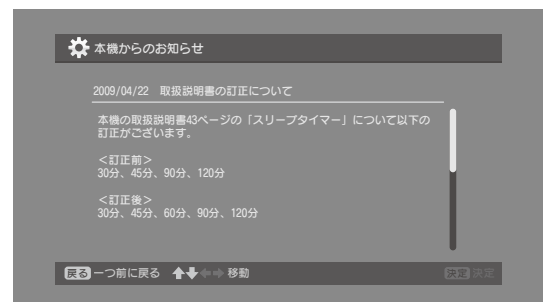 本機からのお知らせ
2009/04/22 取扱説明書の訂正について
本機の取扱説明書43ページの「スリープタイマー」について以下の
訂正がございます。
＜訂正前＞
30分、45分、90分、120分
＜訂正後＞
30分、45分、60分、90分、120分
戻る 一つ前に戻る 移動 決定 決定